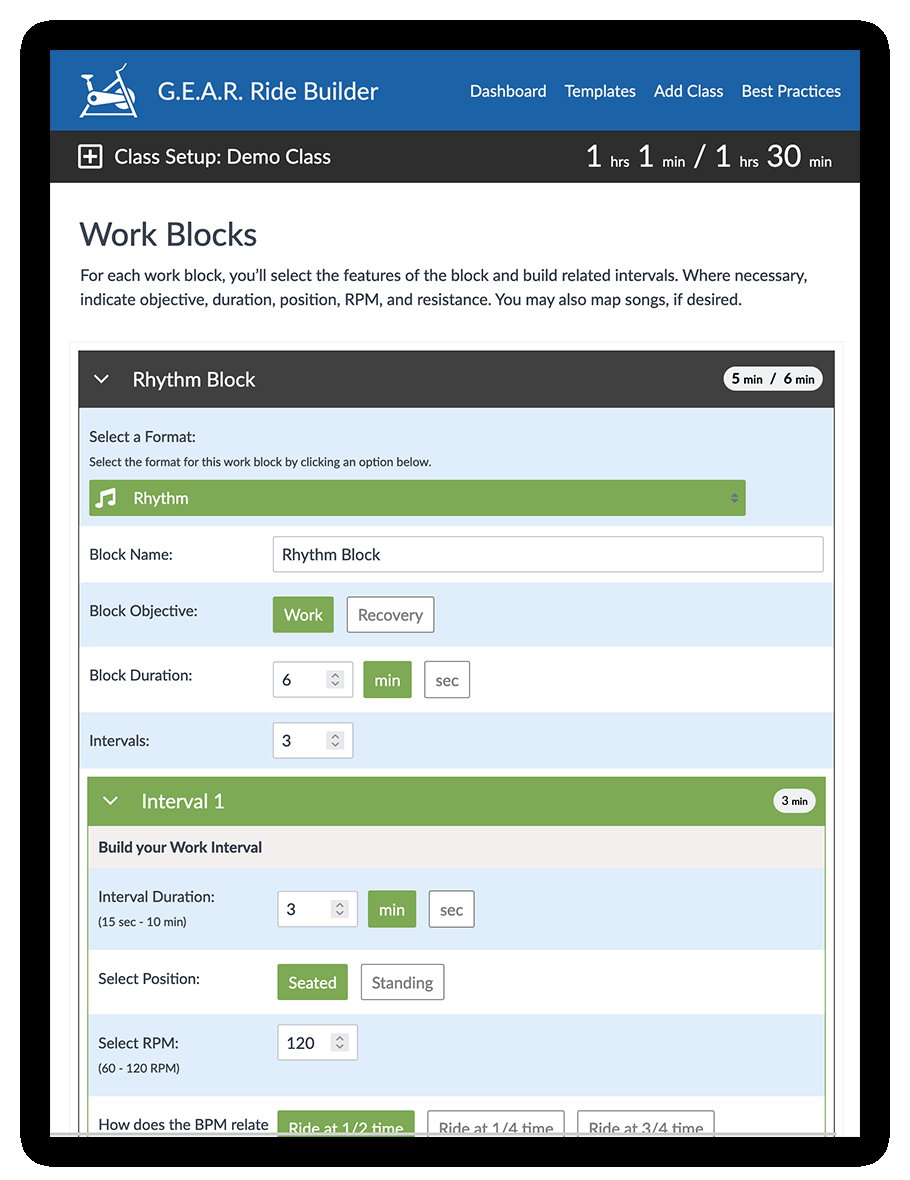 G.E.A.R. Ride Builder Dashboard Templates Add Class Best Practices
Class Setup: Demo Class 1 hrs 1 min / 1 hrs 30 min
Work Blocks
For each work block, you’ll select the features of the block and build related intervals. Where necessary,
indicate objective, duration, position, RPM, and resistance. You may also map songs, if desired.
Rhythm Block 5 min / 6 min
Select a Format:
Select the format for this work block by clicking an option below.
Rhythm
Block Name: Rhythm Block
Block Objective: Work Recovery
Block Duration: 6 min sec
Intervals: 3
Interval 1 3 min
Build your Work Interval
Interval Duration: 3 min sec
(15 sec - 10 min)
Select Position: Seated Standing
Select RPM: 120
(60 - 120 RPM)
How does the BPM relate Ride at 1/2 time Ride at 1/4 time Ride at 3/4 time